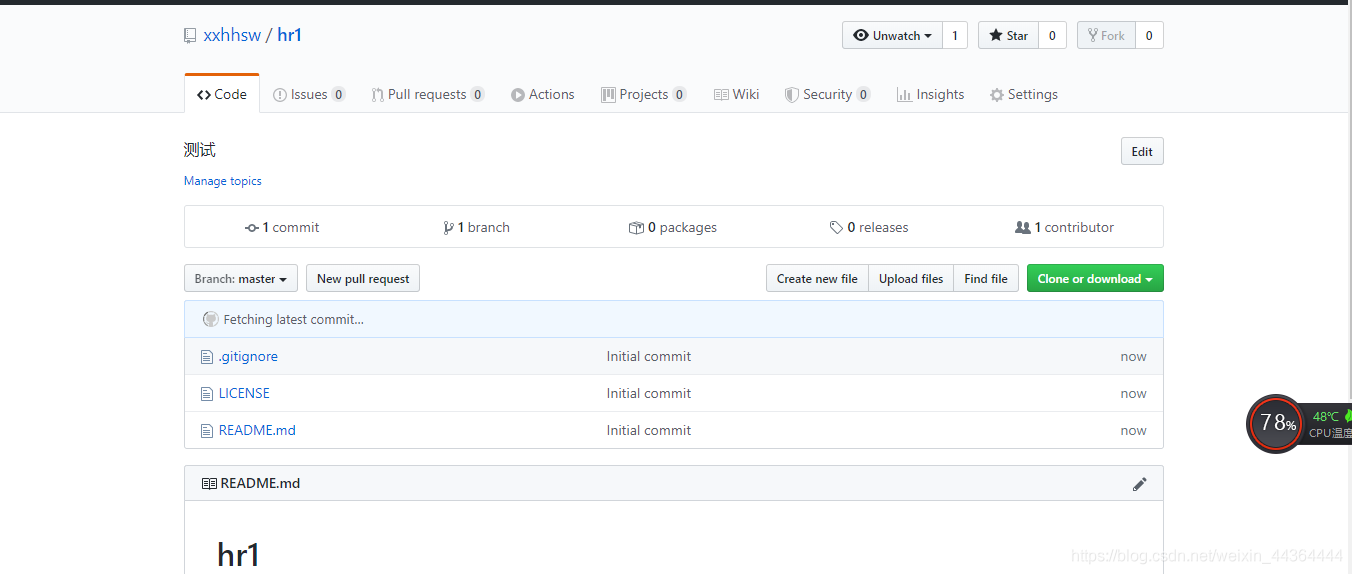 xxhhsw / hr1
Unwatch 1 Star 0 Fork 0
Code Issues 0 Pull requests 0 Actions Projects 0 Wiki Security 0 Insights Settings
测试 Edit
Manage topics
1 commit 1 branch 0 packages 0 releases 1 contributor
Branch: master New pull request Create new file Upload files Find file Clone or download
Fetching latest commit...
.gitignore Initial commit now
LICENSE Initial commit now
78% 48℃
CPU温度
README.md Initial commit now
README.md
hr1
https://blog.csdn.net/weixin_44364444